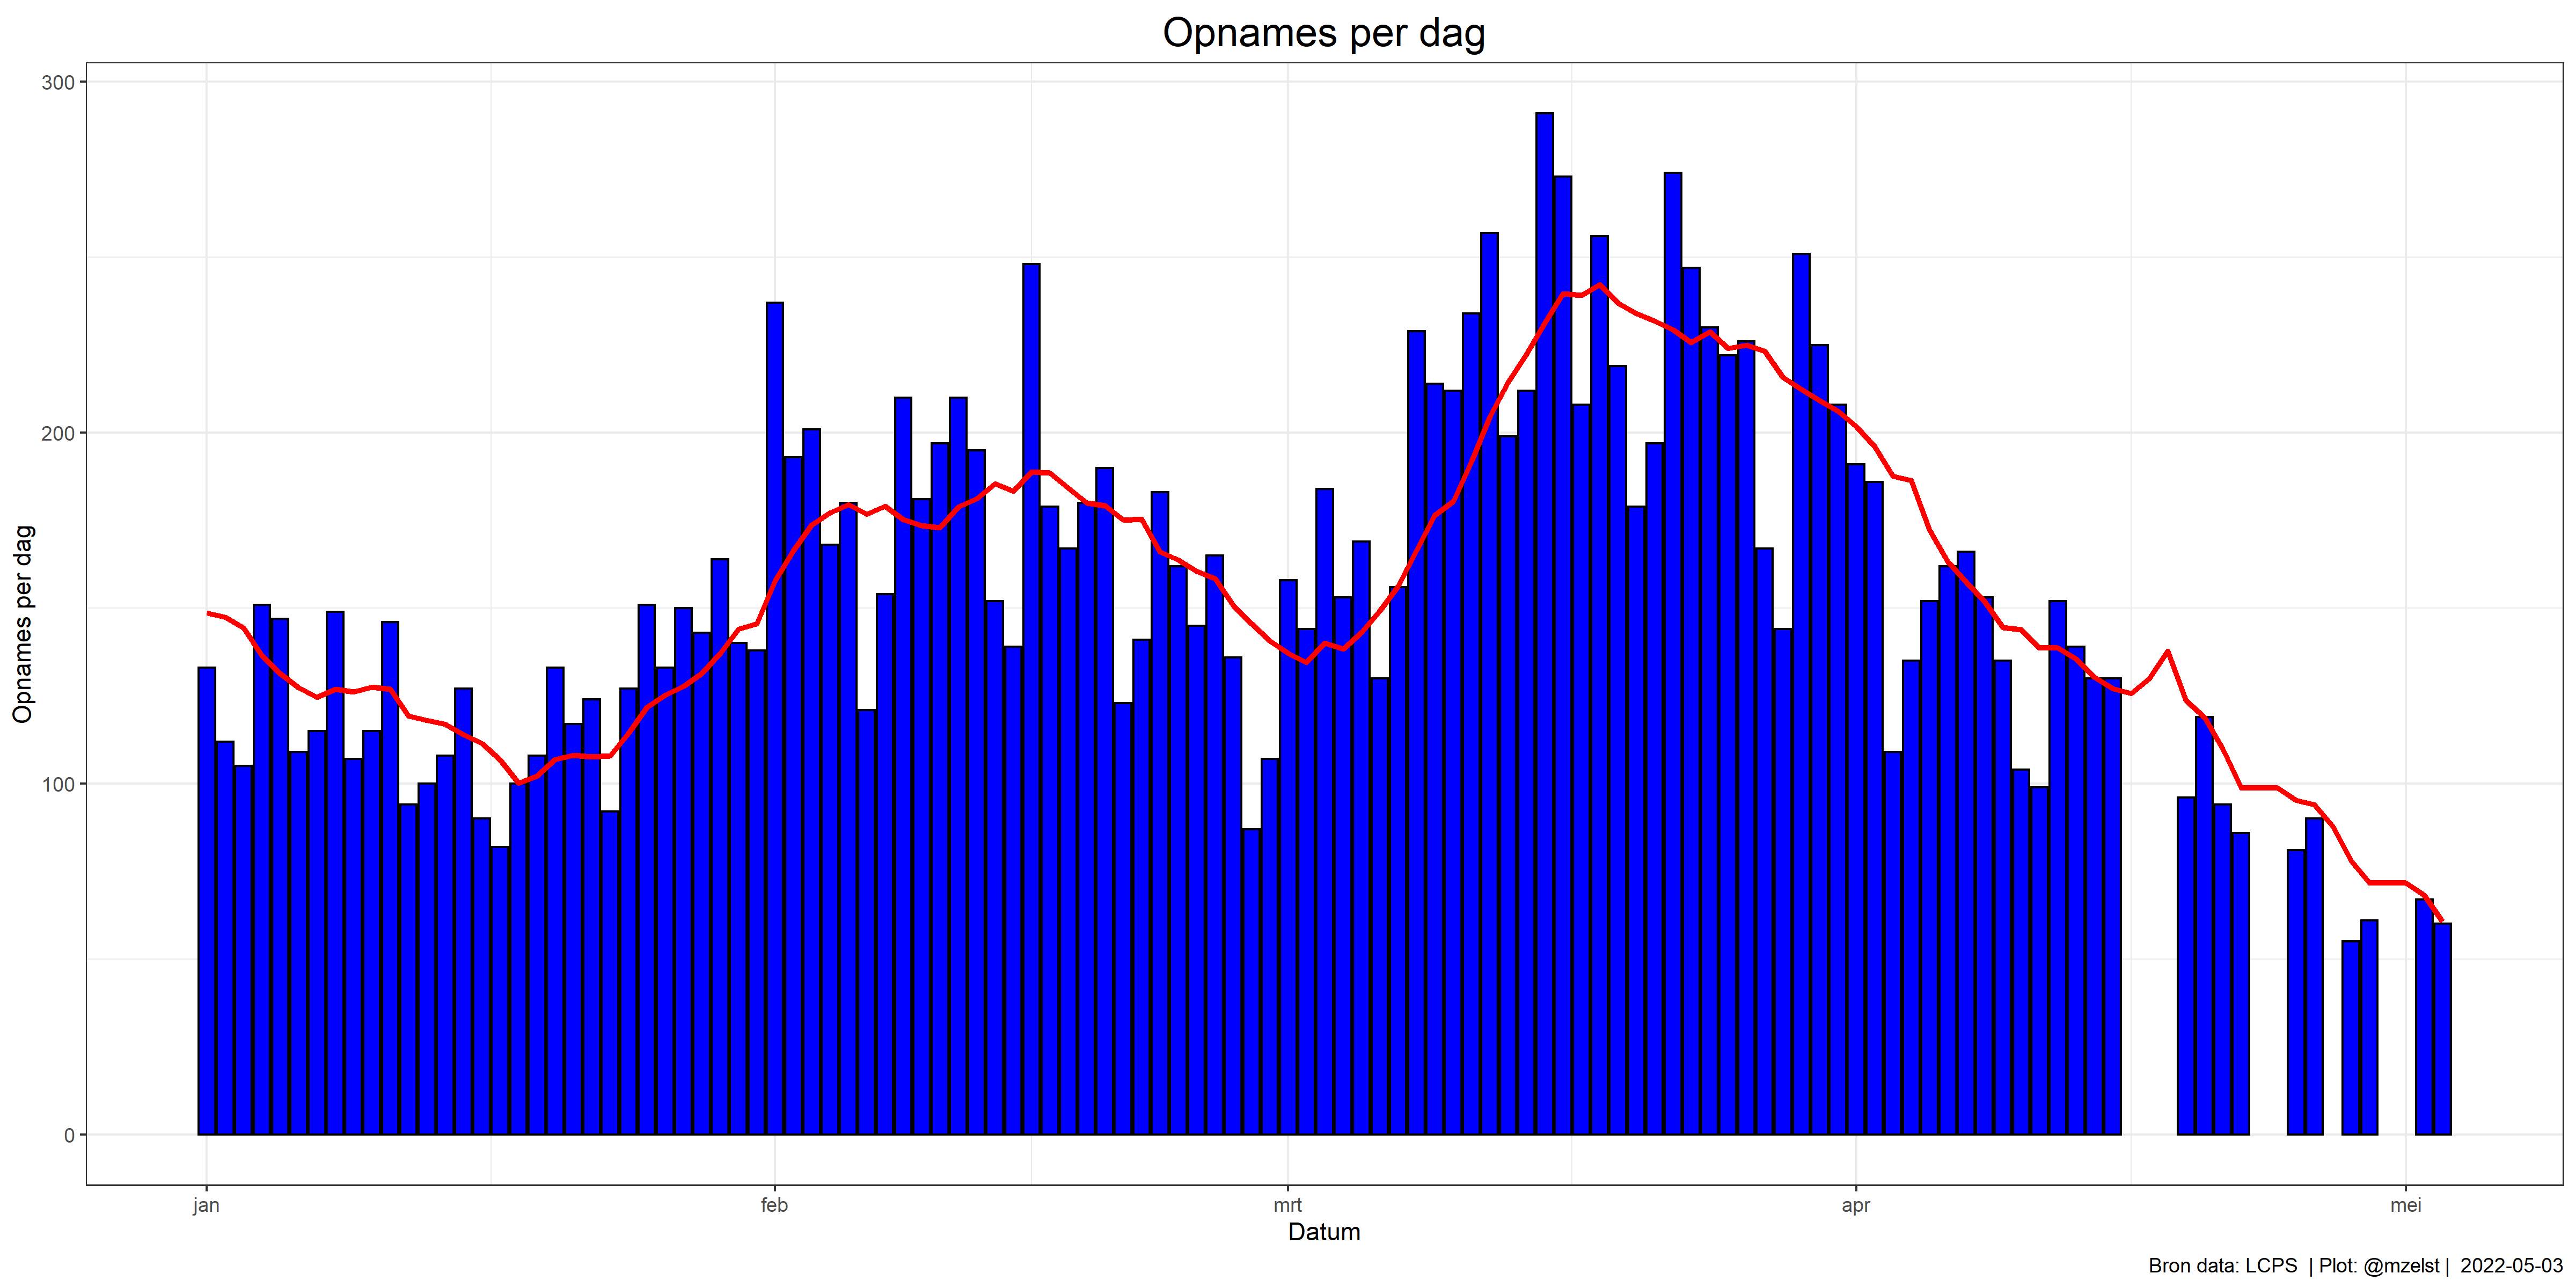 Opnames per dag
300
200
100
0
Opnames per dag
jan
feb
mrt
apr
mei
Datum
Bron data: LCPS | Plot: @mzelst | 2022-05-03